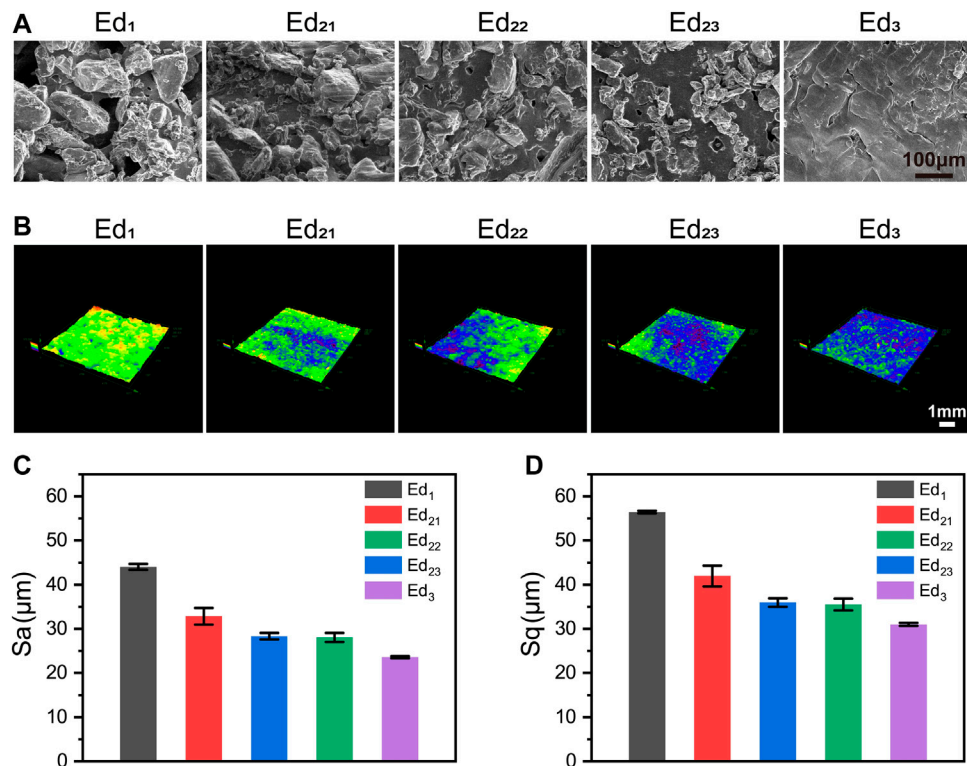 A
Ed₁ Ed₂₁ Ed₂₂ Ed₂₃ Ed₃
100μm
B
Ed₁ Ed₂₁ Ed₂₂ Ed₂₃ Ed₃
1mm
C
Sa (μm)
60
50
40
30
20
10
0
Ed₁
Ed₂₁
Ed₂₂
Ed₂₃
Ed₃
D
Sq (μm)
60
50
40
30
20
10
0
Ed₁
Ed₂₁
Ed₂₂
Ed₂₃
Ed₃